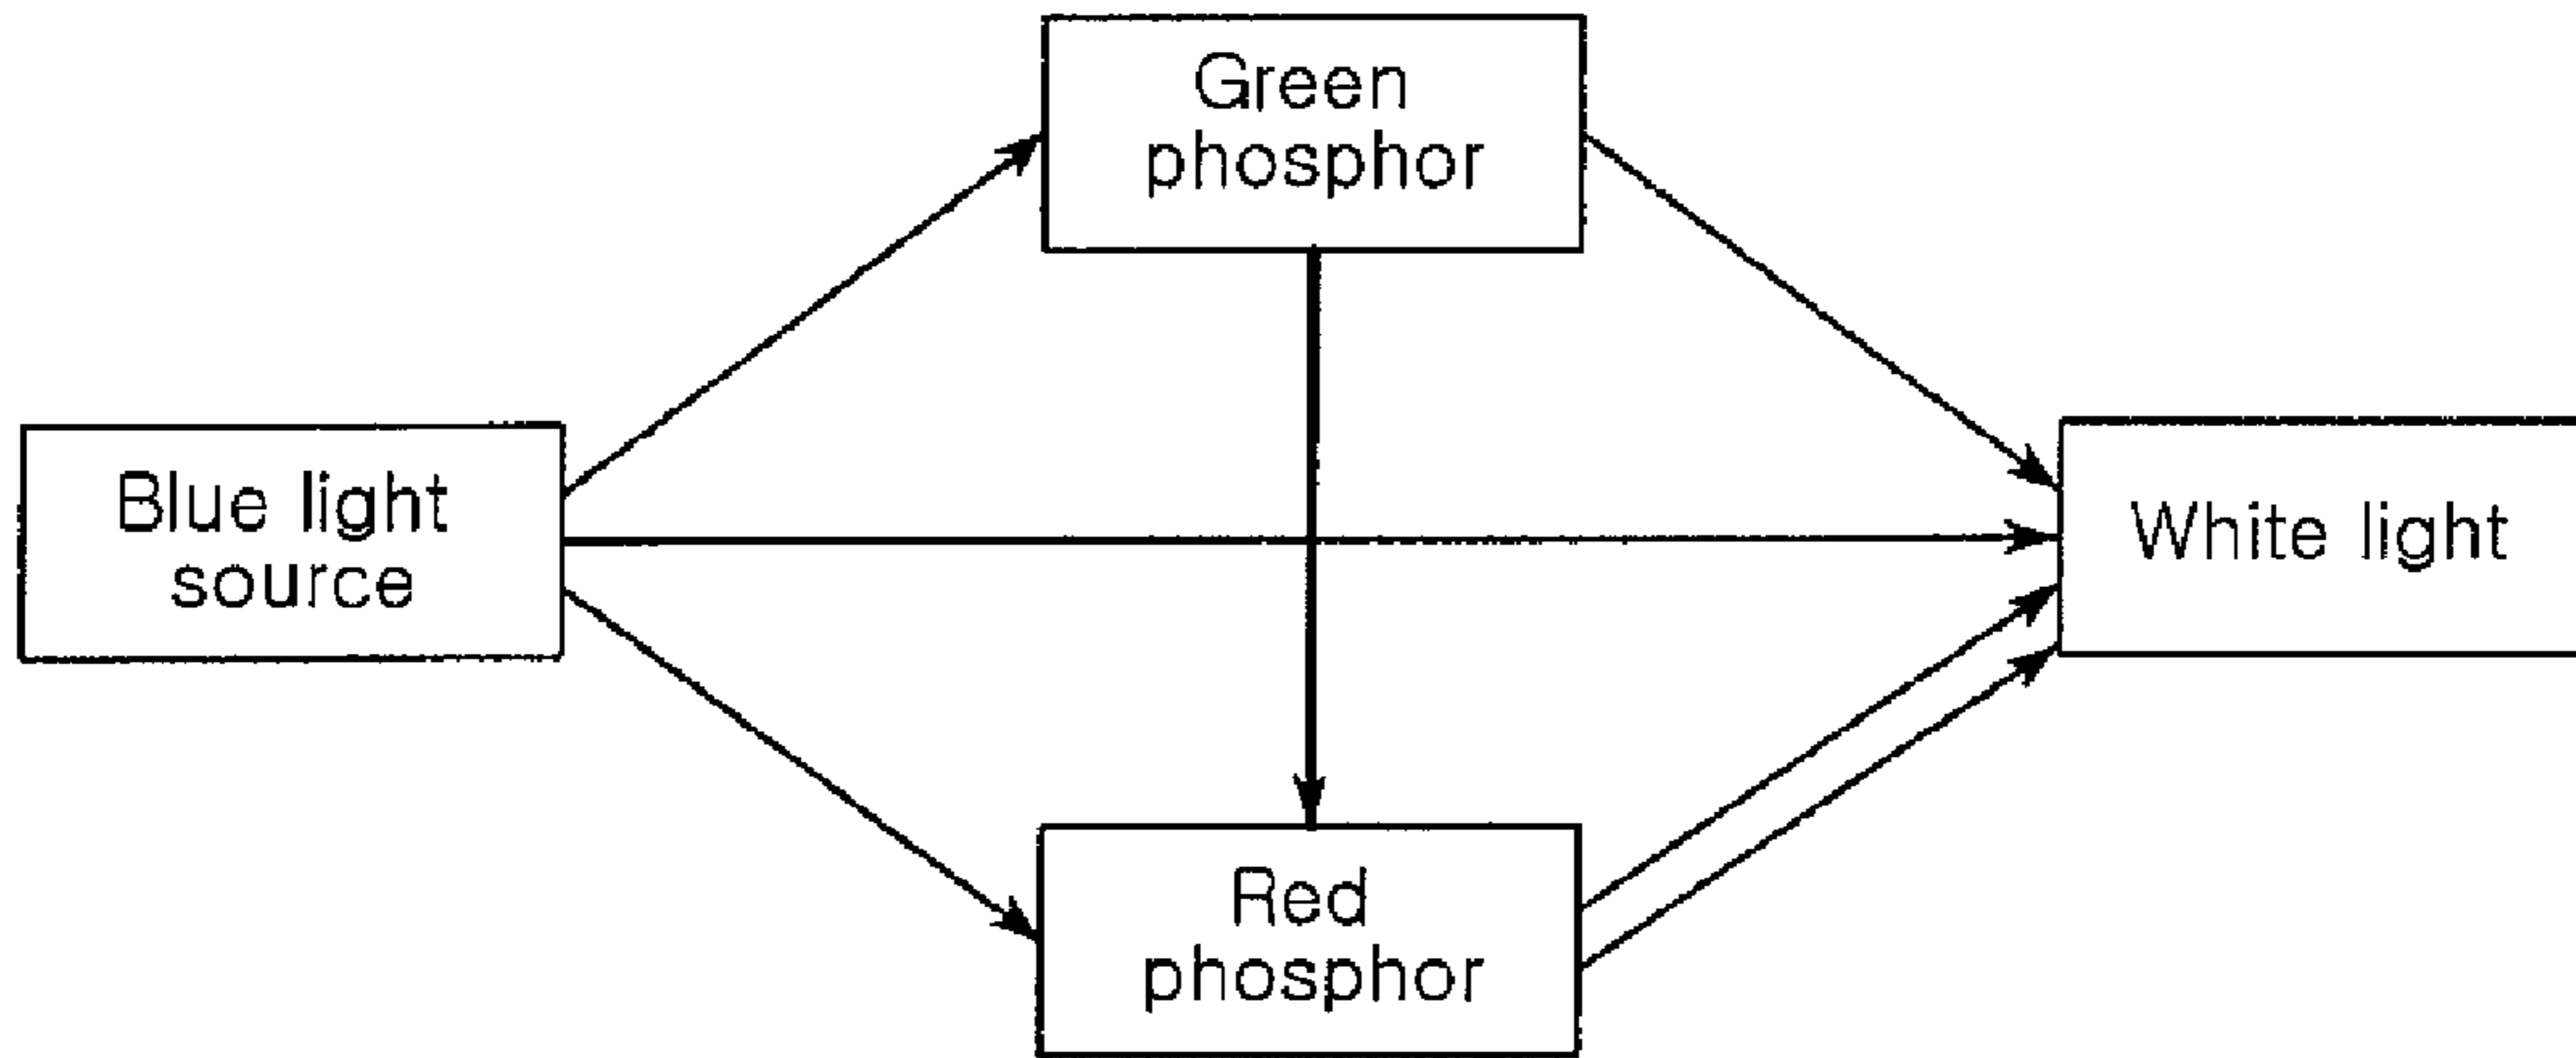 Green
phosphor
Blue light
source
White light
Red
phosphor